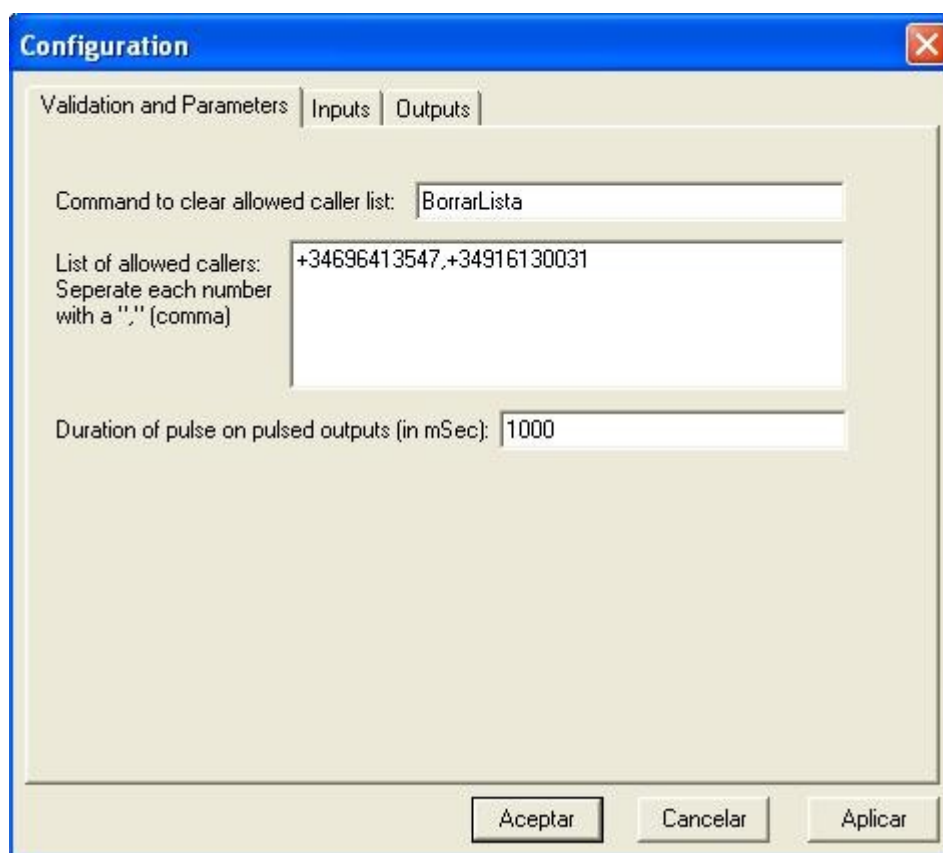 Configuration
Validation and Parameters
Inputs
Outputs
Command to clear allowed caller list:
BorrarLista
List of allowed callers:
Seperate each number
with a "," (comma)
+34696413547,+34916130031
Duration of pulse on pulsed outputs (in mSec):
1000
Aceptar
Cancelar
Aplicar